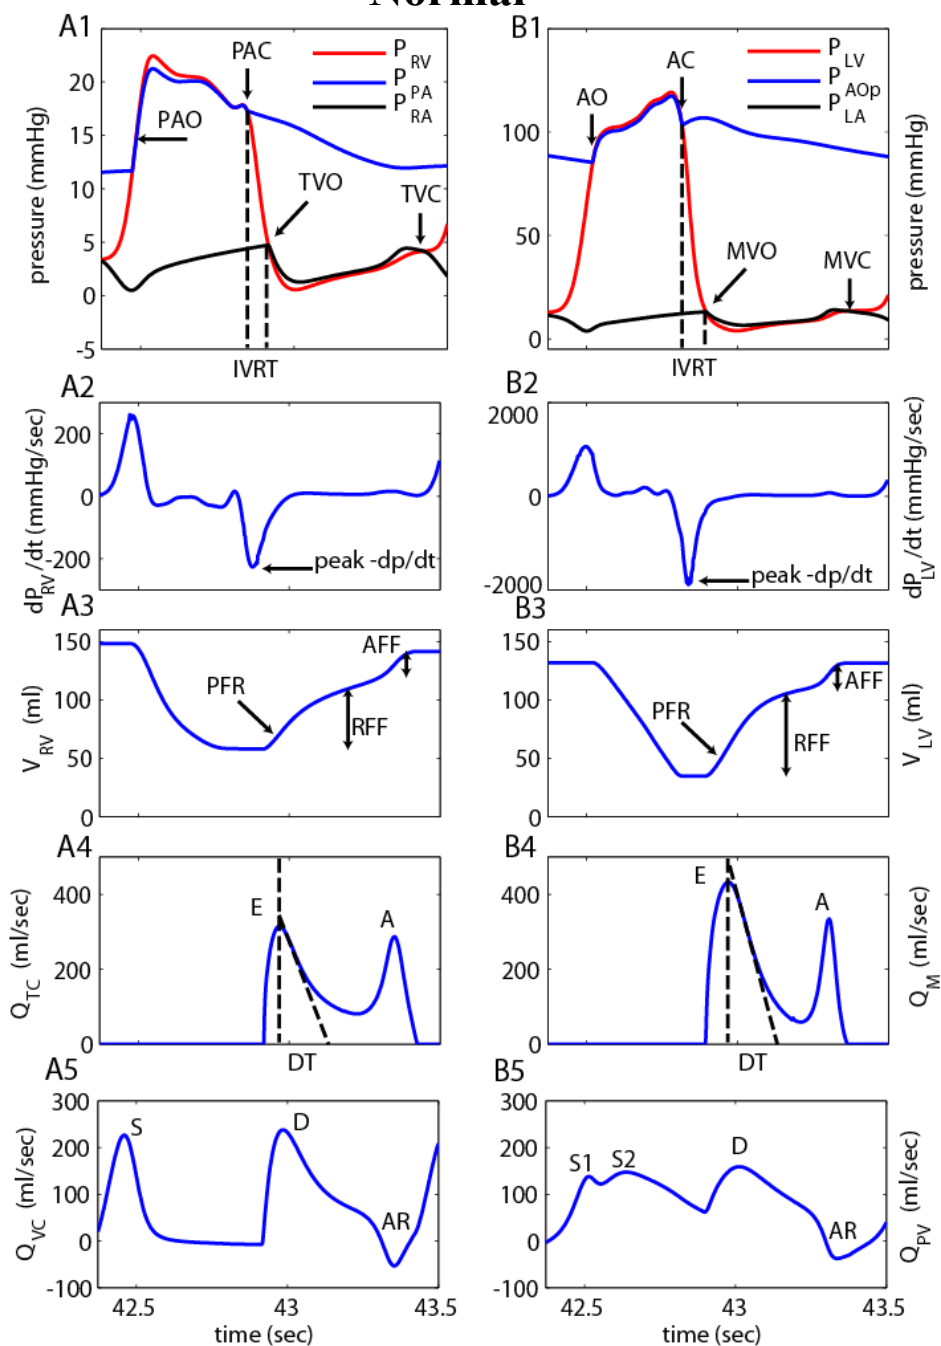 Normal
A1
P RV
P PA
P RA
PAC
PAO
TVO
TVC
pressure (mmHg)
20
15
10
5
0
-5
IVRT
B1
P LV
P AOp
P LA
AC
AO
MVO
MVC
pressure (mmHg)
100
50
0
IVRT
A2
dP RV /dt (mmHg/sec)
200
0
-200
peak -dp/dt
B2
dP LV /dt (mmHg/sec)
2000
0
-2000
peak -dp/dt
A3
V RV (ml)
150
100
50
0
PFR
RFF
AFF
B3
V LV (ml)
150
100
50
0
PFR
RFF
AFF
A4
Q TC (ml/sec)
400
200
0
E
A
DT
B4
Q M (ml/sec)
400
200
0
E
A
DT
A5
Q VC (ml/sec)
300
200
100
0
-100
S
D
AR
42.5 43 43.5
time (sec)
B5
Q PV (ml/sec)
300
200
100
0
-100
S1 S2
D
AR
42.5 43 43.5
time (sec)